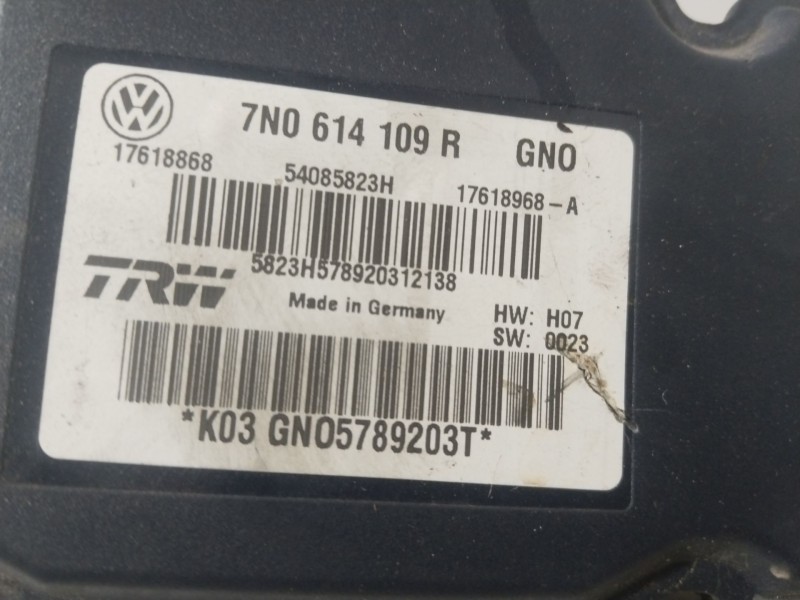 7N0 614 109 R GNO
17618868 54085823H 17618968-A
5823H578920312138
TRW
Made in Germany
HW: H07
SW: 0023
*K03 GNO5789203T*